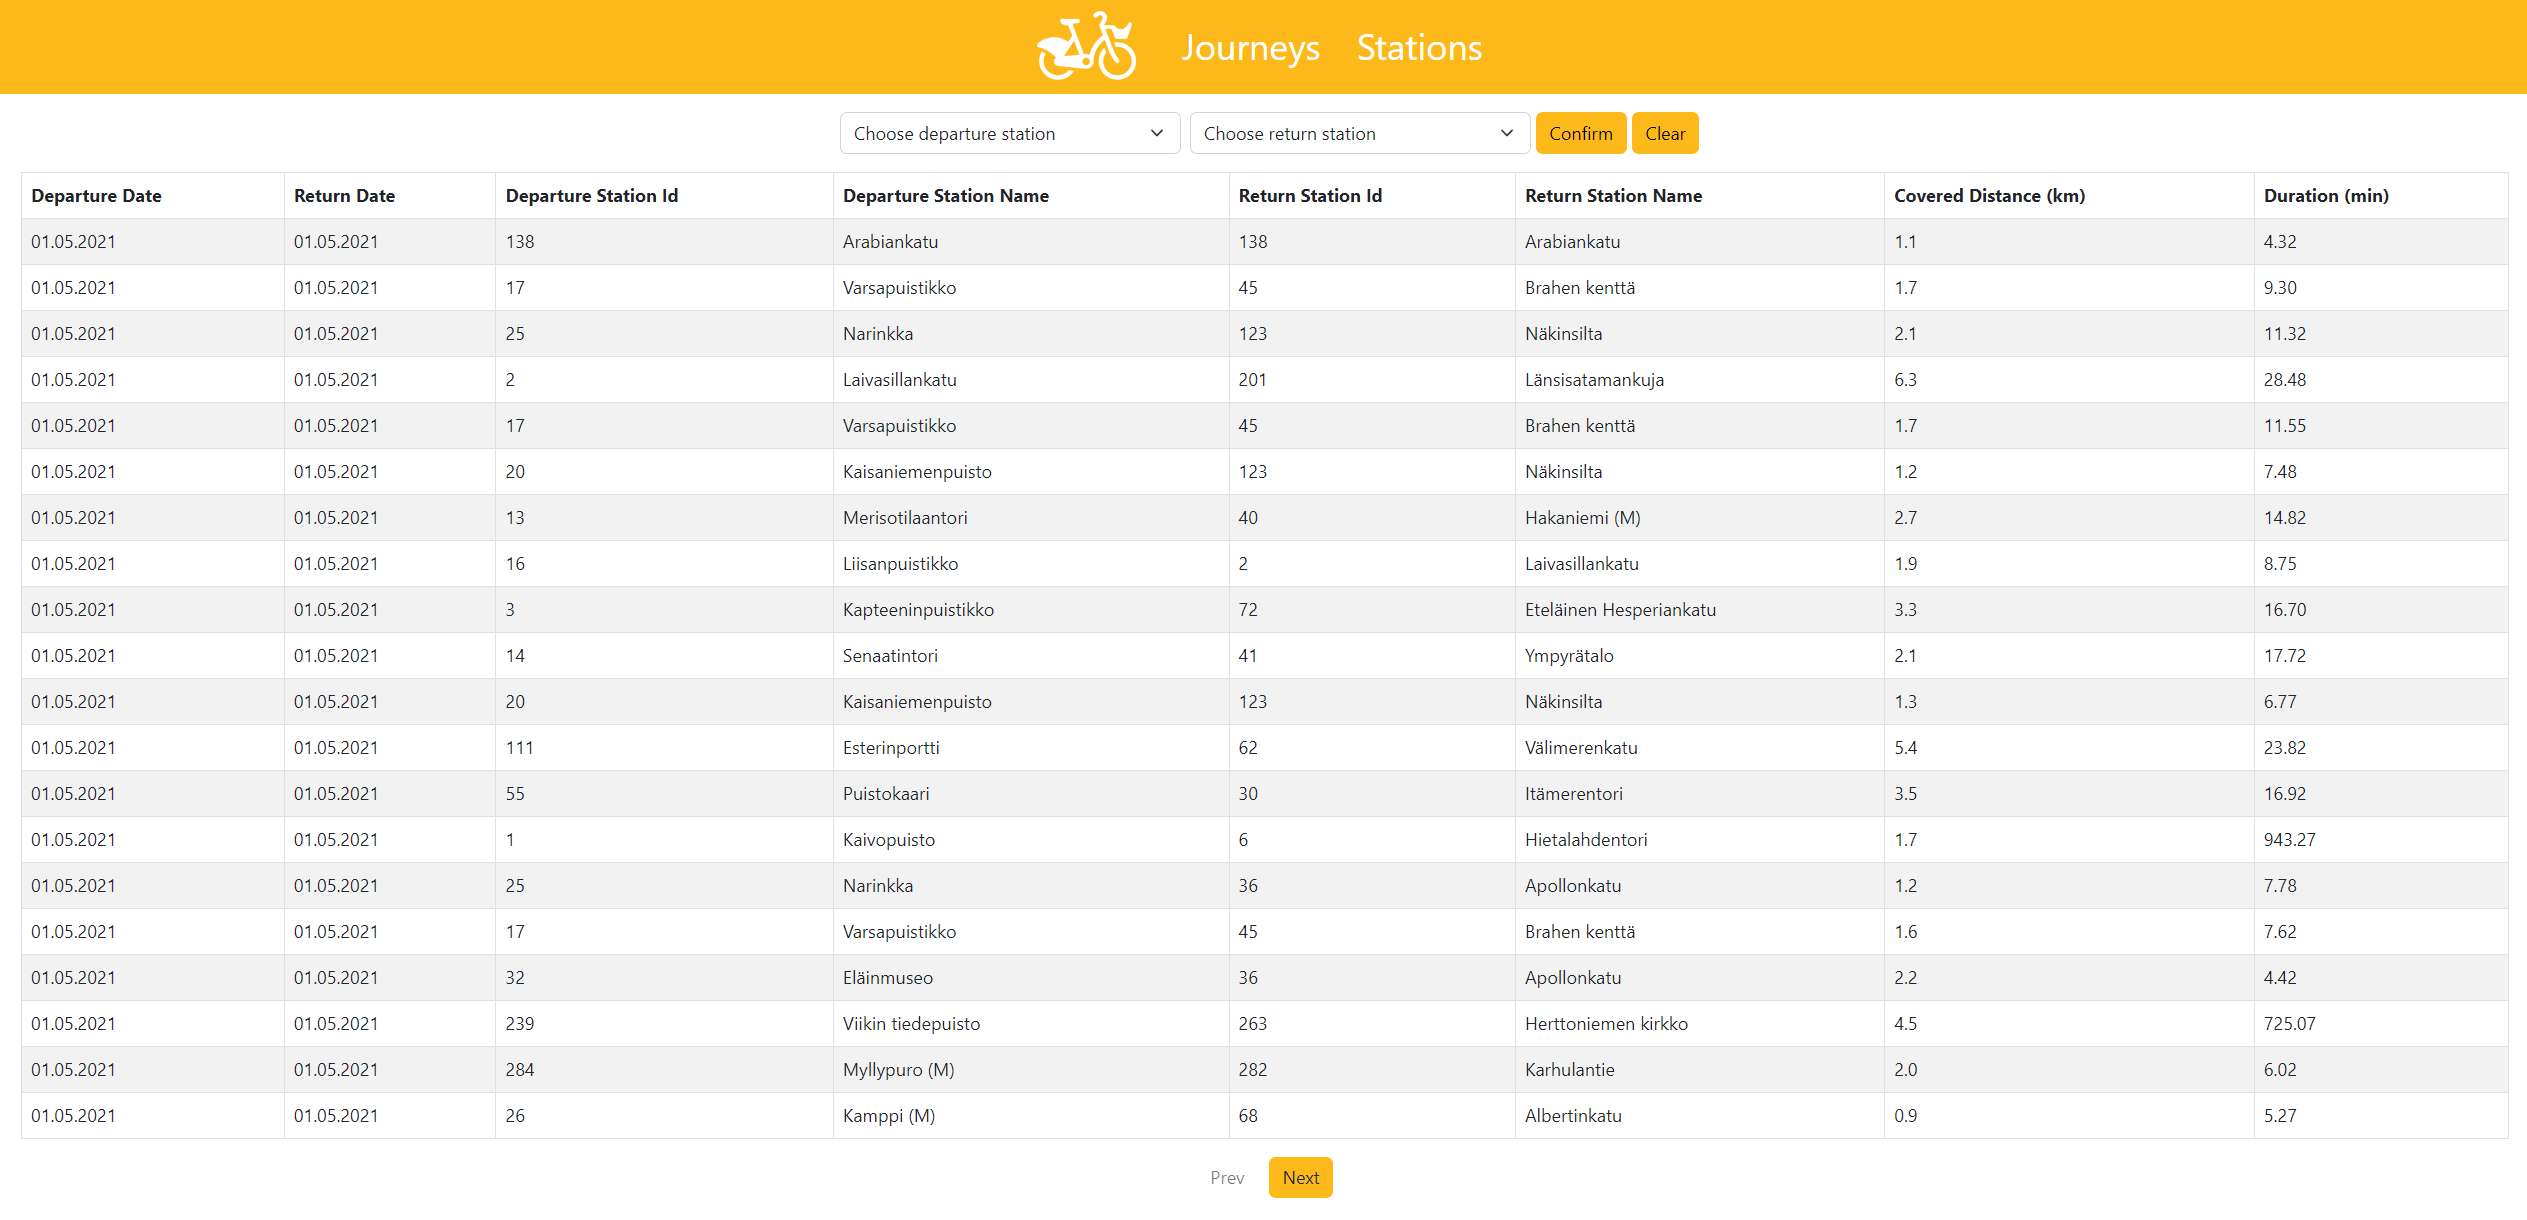 Journeys Stations
Choose departure station Choose return station Confirm Clear
Departure Date Return Date Departure Station Id Departure Station Name Return Station Id Return Station Name Covered Distance (km) Duration (min)
01.05.2021 01.05.2021 138 Arabiankatu 138 Arabiankatu 1.1 4.32
01.05.2021 01.05.2021 17 Varsapuistikko 45 Brahen kenttä 1.7 9.30
01.05.2021 01.05.2021 25 Narinkka 123 Näkinsilta 2.1 11.32
01.05.2021 01.05.2021 2 Laivasillankatu 201 Länsisatamankuja 6.3 28.48
01.05.2021 01.05.2021 17 Varsapuistikko 45 Brahen kenttä 1.7 11.55
01.05.2021 01.05.2021 20 Kaisaniemenpuisto 123 Näkinsilta 1.2 7.48
01.05.2021 01.05.2021 13 Merisotilaantori 40 Hakaniemi (M) 2.7 14.82
01.05.2021 01.05.2021 16 Liisanpuistikko 2 Laivasillankatu 1.9 8.75
01.05.2021 01.05.2021 3 Kapteeninpuistikko 72 Eteläinen Hesperiankatu 3.3 16.70
01.05.2021 01.05.2021 14 Senaatintori 41 Ympyrätalo 2.1 17.72
01.05.2021 01.05.2021 20 Kaisaniemenpuisto 123 Näkinsilta 1.3 6.77
01.05.2021 01.05.2021 111 Esterinportti 62 Välimerenkatu 5.4 23.82
01.05.2021 01.05.2021 55 Puistokaari 30 Itämerentori 3.5 16.92
01.05.2021 01.05.2021 1 Kaivopuisto 6 Hietalahdentori 1.7 943.27
01.05.2021 01.05.2021 25 Narinkka 36 Apollonkatu 1.2 7.78
01.05.2021 01.05.2021 17 Varsapuistikko 45 Brahen kenttä 1.6 7.62
01.05.2021 01.05.2021 32 Eläinmuseo 36 Apollonkatu 2.2 4.42
01.05.2021 01.05.2021 239 Viikin tiedepuisto 263 Herttoniemen kirkko 4.5 725.07
01.05.2021 01.05.2021 284 Myllypuro (M) 282 Karhulantie 2.0 6.02
01.05.2021 01.05.2021 26 Kamppi (M) 68 Albertinkatu 0.9 5.27
Prev Next